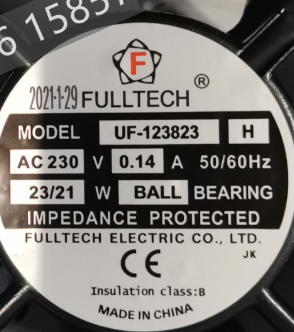 6 1585
F
2021-1-29 FULLTECH ®
MODEL UF-123823 H
AC 230 V 0.14 A 50/60Hz
23/21 W BALL BEARING
IMPEDANCE PROTECTED
FULLTECH ELECTRIC CO., LTD.
CE JK
Insulation class:B
MADE IN CHINA